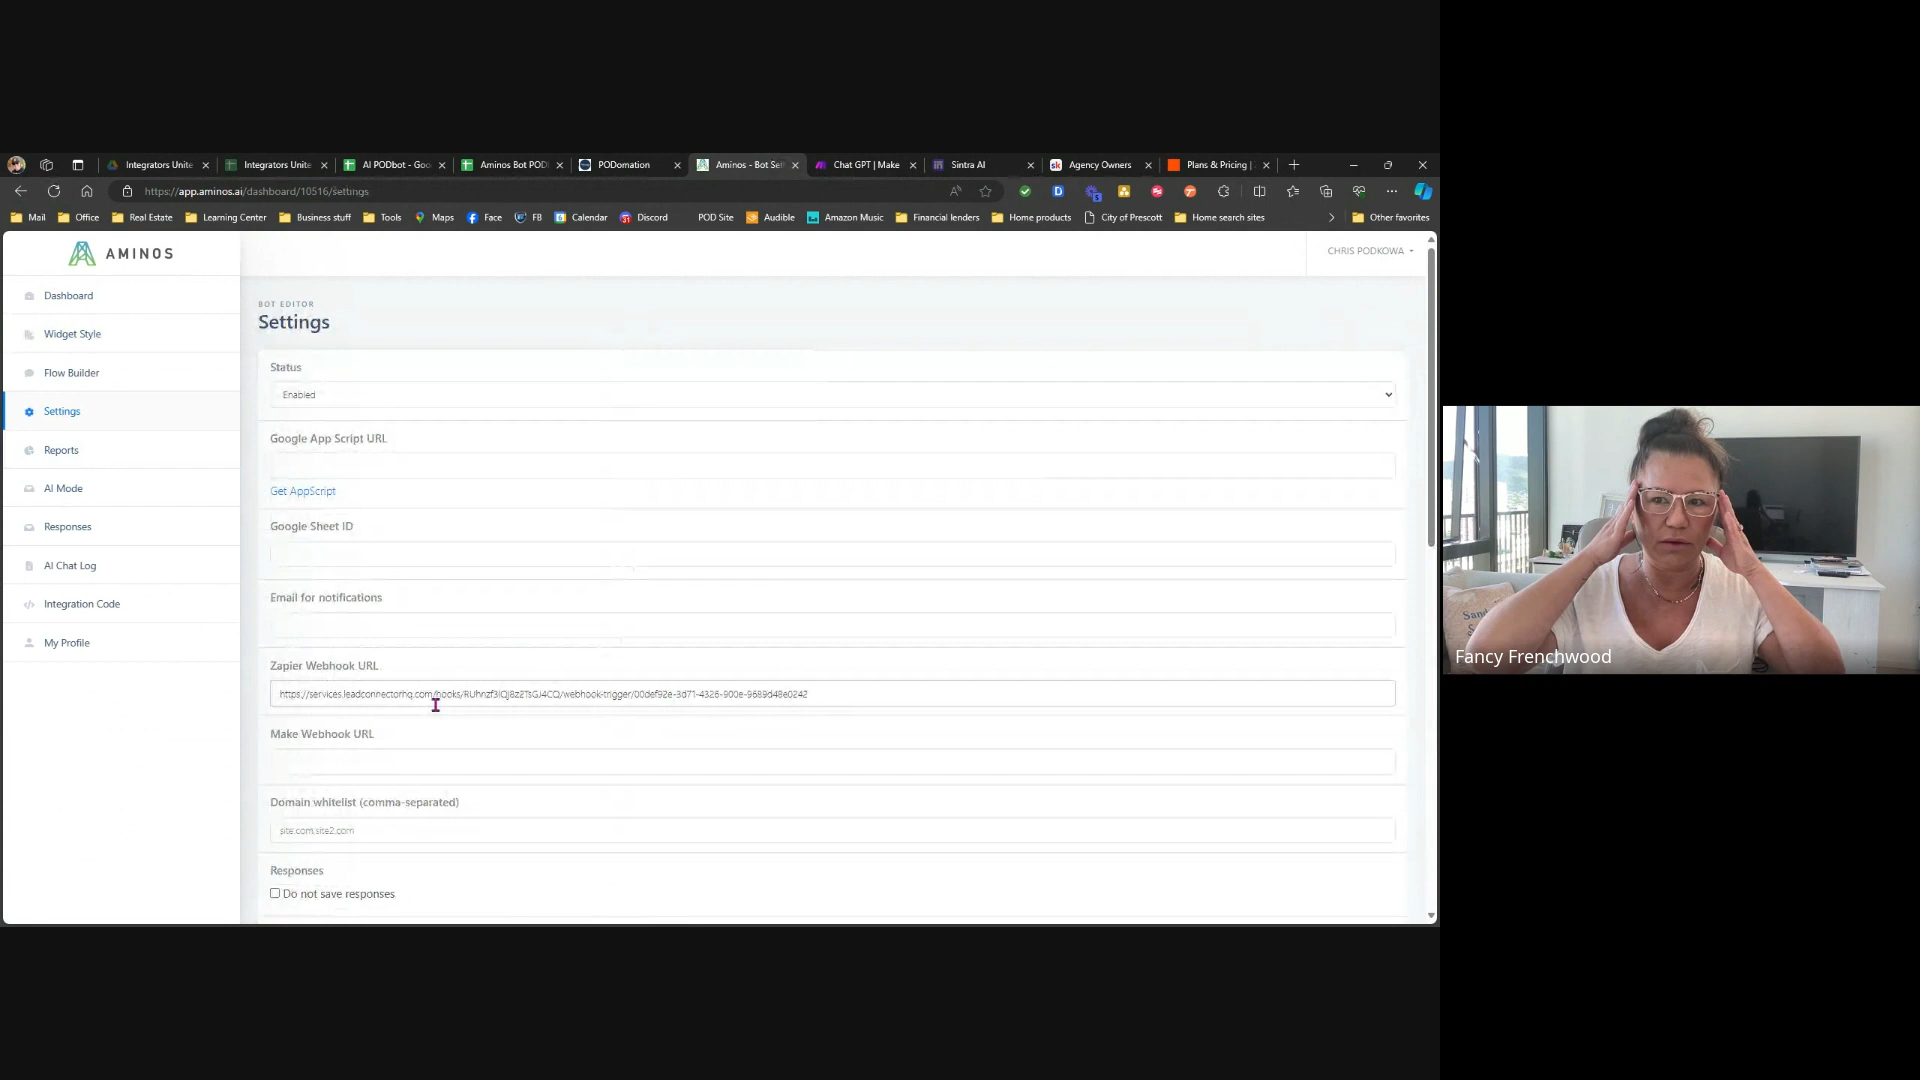 Integrators Unite
Integrators Unite
AI PODbot - Goo
Aminos Bot POD
PODomation
Aminos - Bot Set
Chat GPT | Make
Sintra AI
Agency Owners
Plans & Pricing |
https://app.aminos.ai/dashboard/10516/settings
Mail
Office
Real Estate
Learning Center
Business stuff
Tools
Maps
Face
FB
Calendar
Discord
POD Site
Audible
Amazon Music
Financial lenders
Home products
City of Prescott
Home search sites
Other favorites
AMINOS
CHRIS PODKOWA
Dashboard
Widget Style
Flow Builder
Settings
Reports
AI Mode
Responses
AI Chat Log
Integration Code
My Profile
BOT EDITOR
Settings
Status
Enabled
Google App Script URL
Get AppScript
Google Sheet ID
Email for notifications
Zapier Webhook URL
Make Webhook URL
Domain whitelist (comma-separated)
site.com,site2.com
Responses
Do not save responses
Fancy Frenchwood